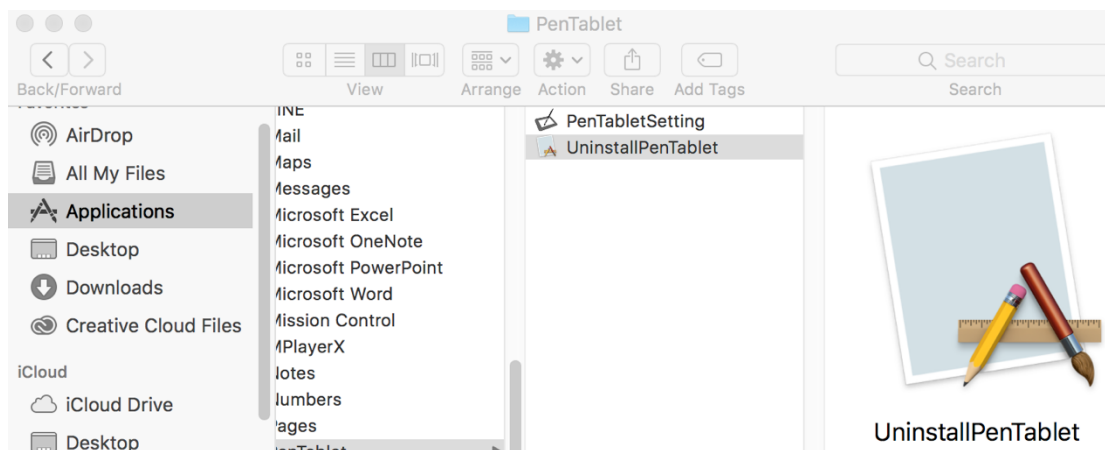 PenTablet
Back/Forward
View
Arrange
Action
Share
Add Tags
Search
Search
AirDrop
All My Files
Applications
Desktop
Downloads
Creative Cloud Files
iCloud
iCloud Drive
Desktop
INE
Mail
Maps
Messages
Microsoft Excel
Microsoft OneNote
Microsoft PowerPoint
Microsoft Word
Mission Control
MPlayerX
Notes
Numbers
Pages
PenTablet
PenTabletSetting
UninstallPenTablet
UninstallPenTablet